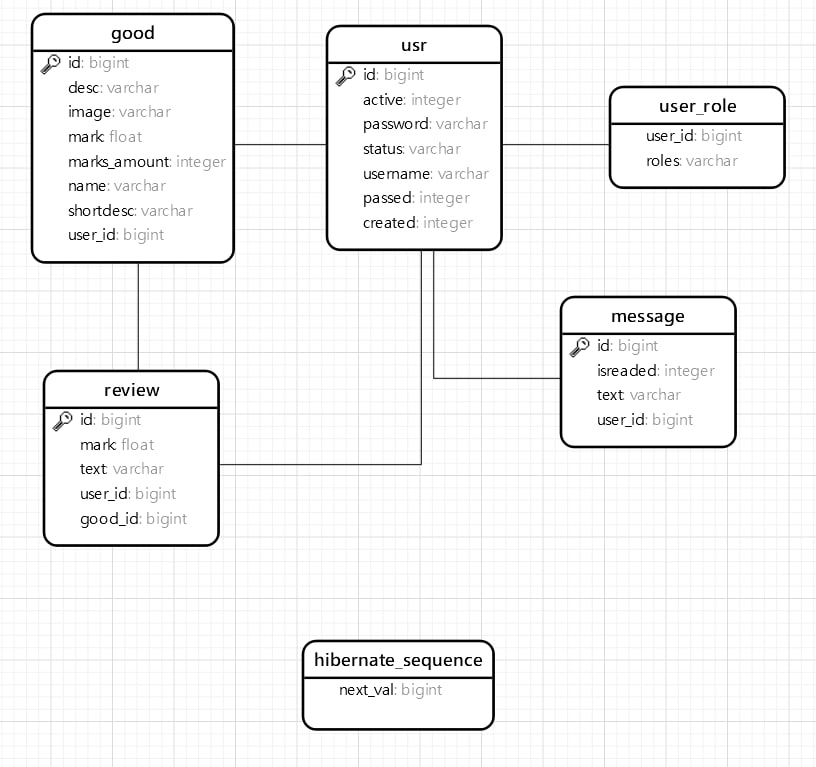 good
id: bigint
desc: varchar
image: varchar
mark: float
marks_amount: integer
name: varchar
shortdesc: varchar
user_id: bigint
usr
id: bigint
active: integer
password: varchar
status: varchar
username: varchar
passed: integer
created: integer
user_role
user_id: bigint
roles: varchar
message
id: bigint
isreaded: integer
text: varchar
user_id: bigint
review
id: bigint
mark: float
text: varchar
user_id: bigint
good_id: bigint
hibernate_sequence
next_val: bigint